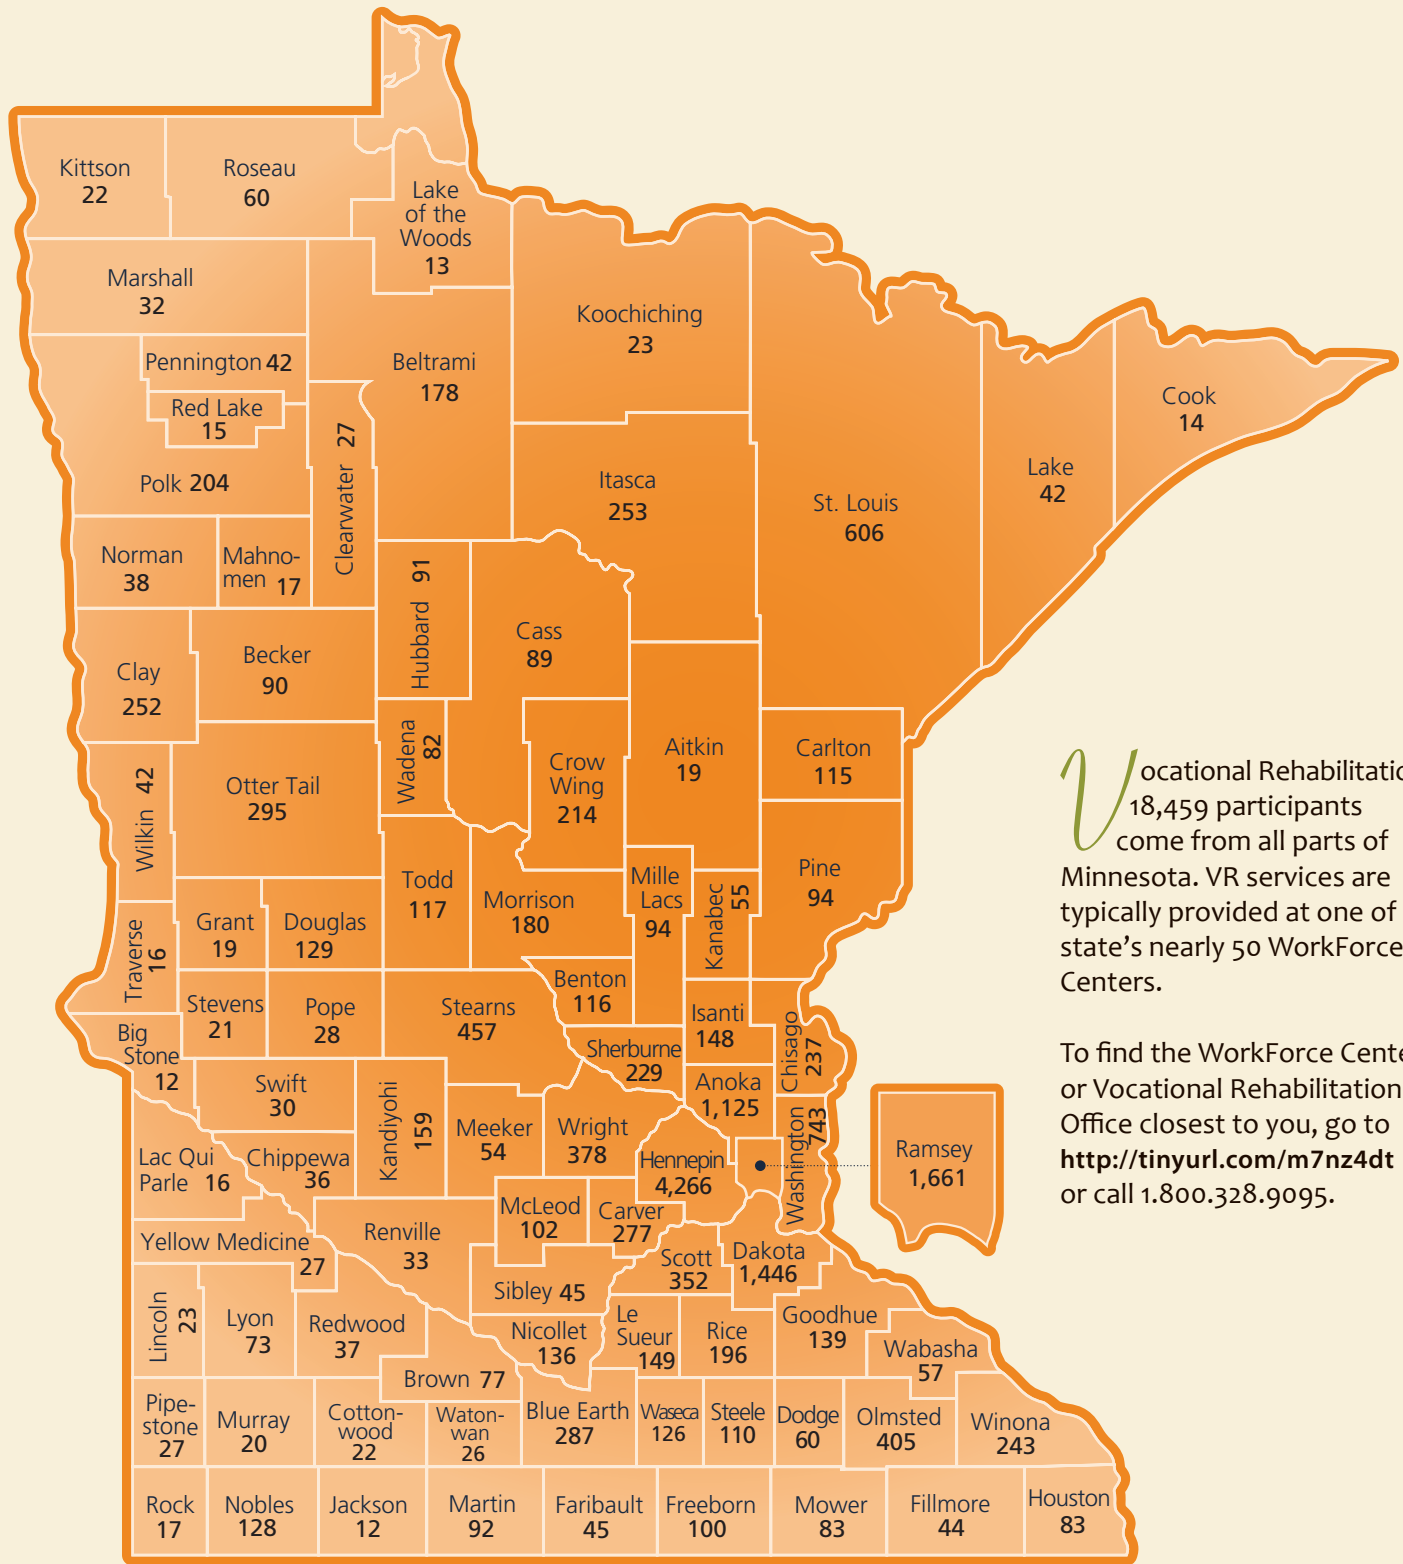 Kittson
22
Roseau
60
Lake
of the
Woods
13
Marshall
32
Koochiching
23
Pennington 42
Beltrami
178
Red Lake
15
Cook
14
Clearwater 27
Polk 204
Itasca
253
Lake
42
St. Louis
606
Norman
38
Mahno-
men 17
Hubbard 91
Cass
89
Clay
252
Becker
90
Wadena 82
Crow
Wing
214
Aitkin
19
Carlton
115
Wilkin 42
Otter Tail
295
Todd
117
Morrison
180
Mille
Lacs
94
Kanabec 55
Pine
94
Traverse 16
Grant
19
Douglas
129
Benton
116
Stevens
21
Pope
28
Stearns
457
Isanti
148
Chisago 237
Big
Stone
12
Sherburne
229
Swift
30
Kandiyohi 159
Anoka
1,125
Meeker
54
Wright
378
Washington 743
Hennepin
4,266
Ramsey
1,661
Lac Qui
Parle 16
Chippewa
36
McLeod
102
Carver
277
Renville
33
Yellow Medicine
27
Scott
352
Dakota
1,446
Sibley 45
Lincoln 23
Lyon
73
Redwood
37
Nicollet
136
Le
Sueur
149
Rice
196
Goodhue
139
Wabasha
57
Brown 77
Pipe-
stone
27
Murray
20
Cotton-
wood
22
Waton-
wan
26
Blue Earth
287
Waseca
126
Steele
110
Dodge
60
Olmsted
405
Winona
243
Rock
17
Nobles
128
Jackson
12
Martin
92
Faribault
45
Freeborn
100
Mower
83
Fillmore
44
Houston
83
Vocational Rehabilitatio
18,459 participants
come from all parts of
Minnesota. VR services are
typically provided at one of
state’s nearly 50 WorkForce
Centers.
To find the WorkForce Cente
or Vocational Rehabilitation
Office closest to you, go to
http://tinyurl.com/m7nz4dt
or call 1.800.328.9095.